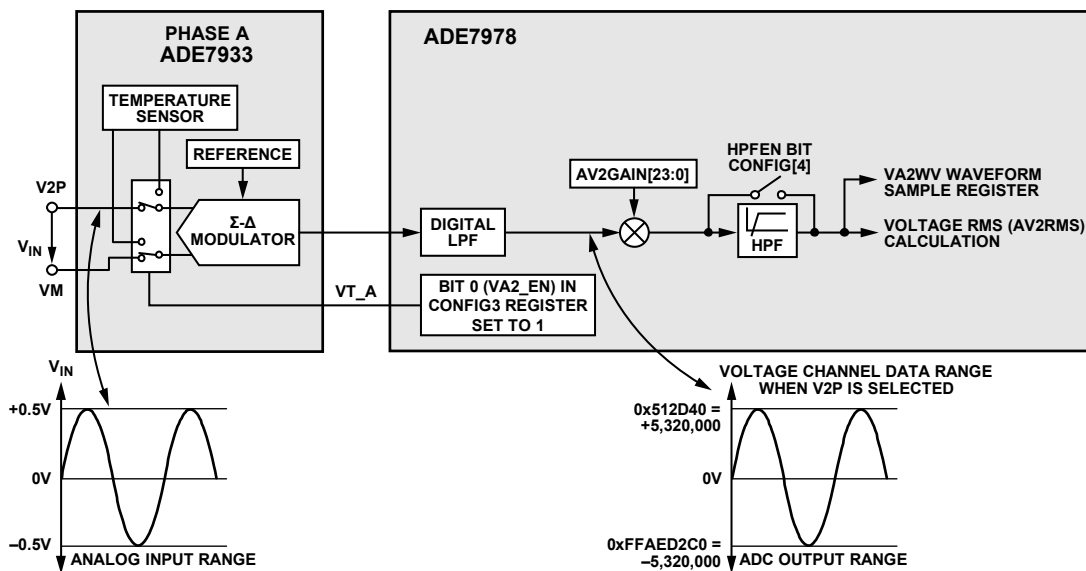 PHASE A
ADE7933
ADE7978
TEMPERATURE
SENSOR
REFERENCE
V2P
VIN
VM
Σ-Δ
MODULATOR
VT_A
DIGITAL
LPF
BIT 0 (VA2_EN) IN
CONFIG3 REGISTER
SET TO 1
AV2GAIN[23:0]
HPFEN BIT
CONFIG[4]
HPF
VA2WV WAVEFORM
SAMPLE REGISTER
VOLTAGE RMS (AV2RMS)
CALCULATION
VIN
+0.5V
0V
–0.5V
ANALOG INPUT RANGE
VOLTAGE CHANNEL DATA RANGE
WHEN V2P IS SELECTED
0x512D40 =
+5,320,000
0V
0xFFAED2C0 =
–5,320,000
ADC OUTPUT RANGE